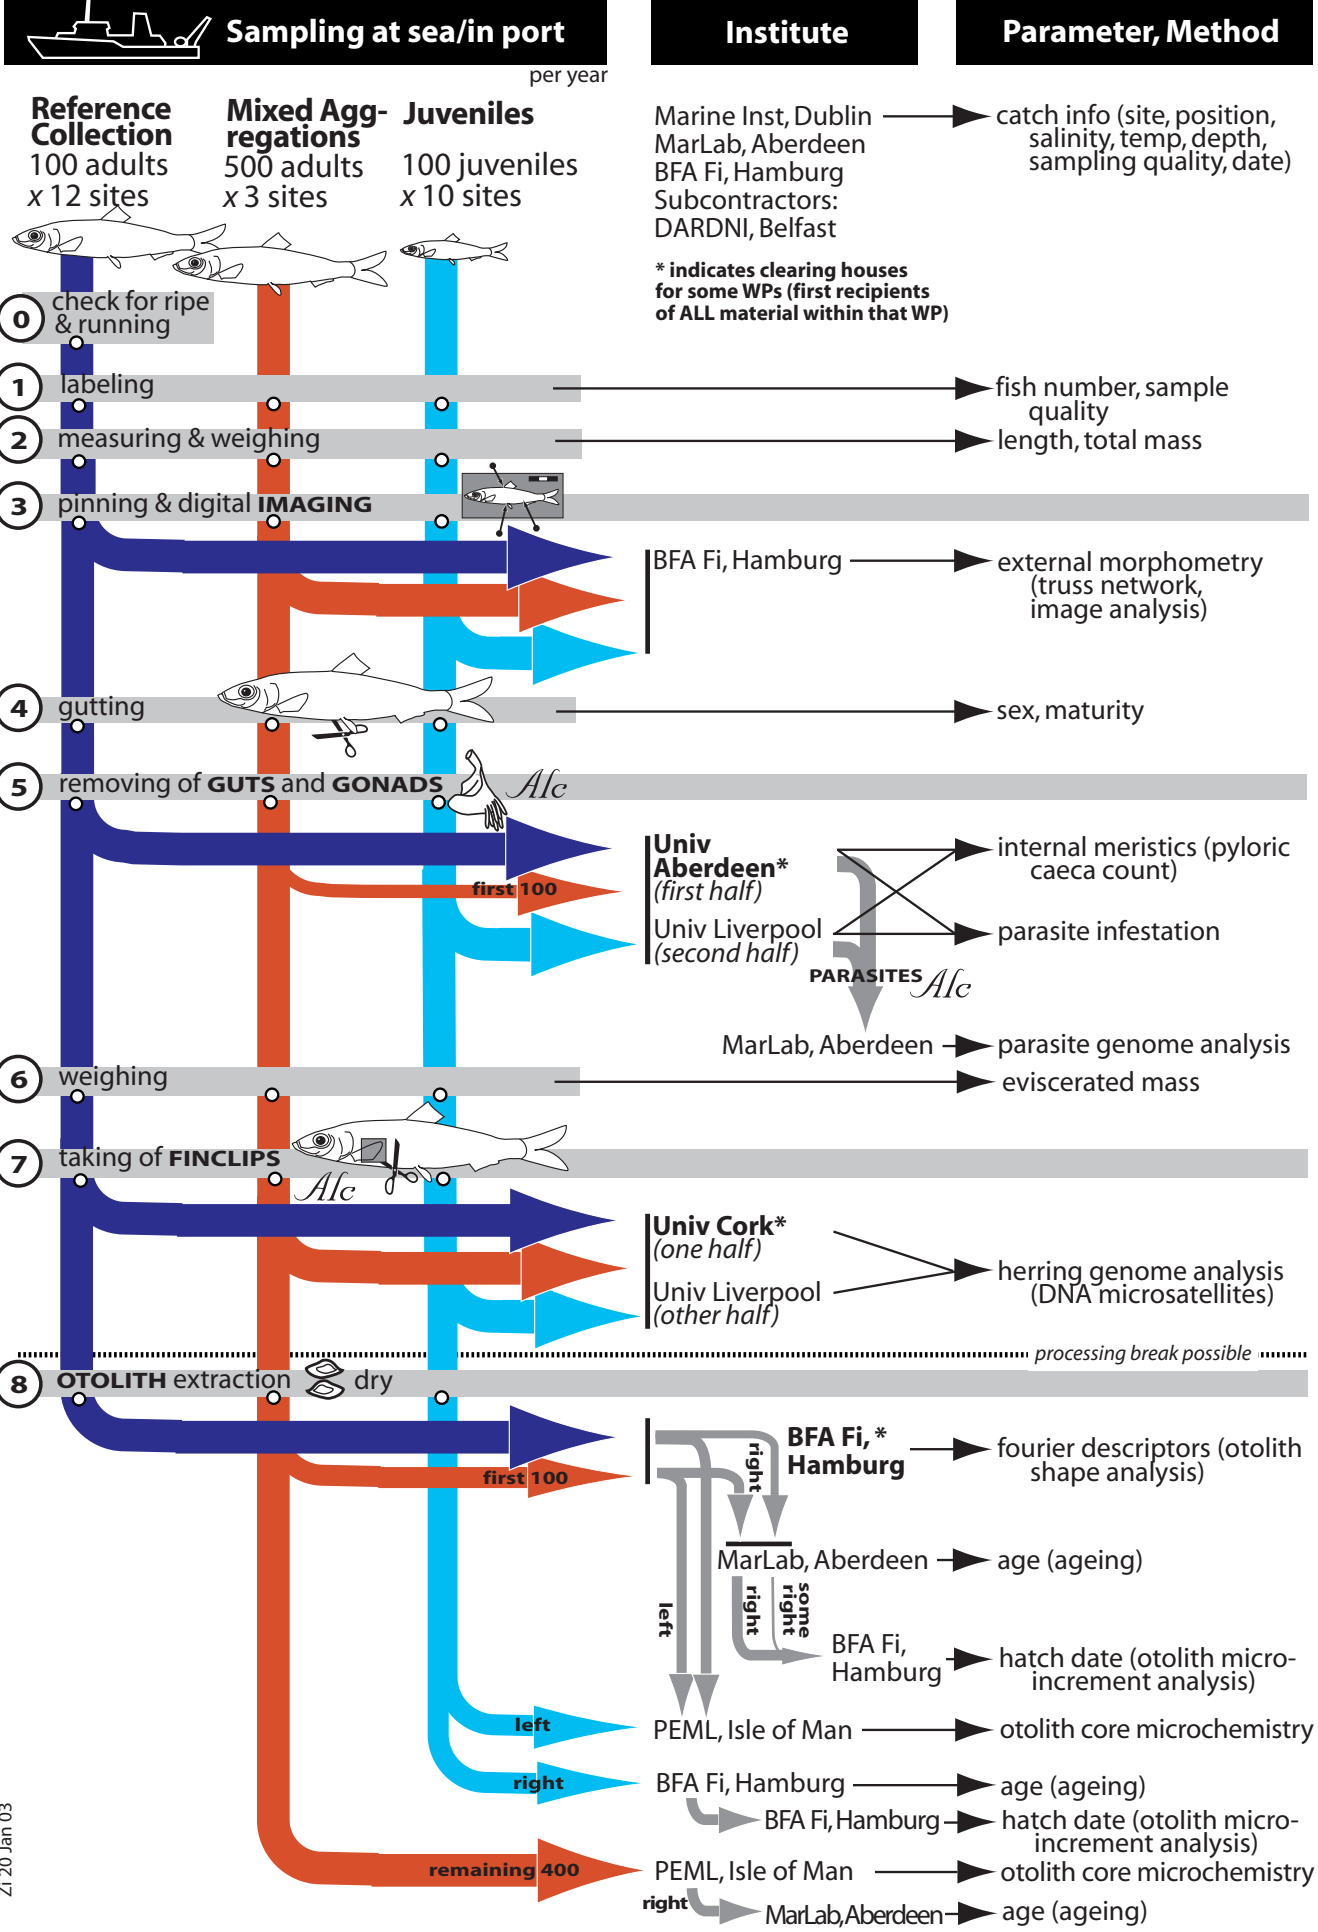 Sampling at sea/in port
Institute
Parameter, Method
per year
Reference
Collection
100 adults
x 12 sites
Mixed Agg-
regations
500 adults
x 3 sites
Juveniles
100 juveniles
x 10 sites
Marine Inst, Dublin
MarLab, Aberdeen
BFA Fi, Hamburg
Subcontractors:
DARDNI, Belfast
catch info (site, position,
salinity, temp, depth,
sampling quality, date)
* indicates clearing houses
for some WPs (first recipients
of ALL material within that WP)
0 check for ripe
& running
1 labeling
fish number, sample
quality
2 measuring & weighing
length, total mass
3 pinning & digital IMAGING
BFA Fi, Hamburg
external morphometry
(truss network,
image analysis)
4 gutting
sex, maturity
5 removing of GUTS and GONADS
Alc
first 100
Univ
Aberdeen*
(first half)
Univ Liverpool
(second half)
internal meristics (pyloric
caeca count)
parasite infestation
PARASITES Alc
MarLab, Aberdeen
parasite genome analysis
6 weighing
eviscerated mass
7 taking of FINCLIPS
Alc
Univ Cork*
(one half)
Univ Liverpool
(other half)
herring genome analysis
(DNA microsatellites)
processing break possible
8 OTOLITH extraction dry
first 100
right
BFA Fi, *
Hamburg
fourier descriptors (otolith
shape analysis)
MarLab, Aberdeen
age (ageing)
left
right
some
right
BFA Fi,
Hamburg
hatch date (otolith micro-
increment analysis)
left
PEML, Isle of Man
otolith core microchemistry
right
BFA Fi, Hamburg
age (ageing)
BFA Fi, Hamburg
hatch date (otolith micro-
increment analysis)
remaining 400
PEML, Isle of Man
otolith core microchemistry
right
MarLab,Aberdeen
age (ageing)
Zi 20 Jan 03